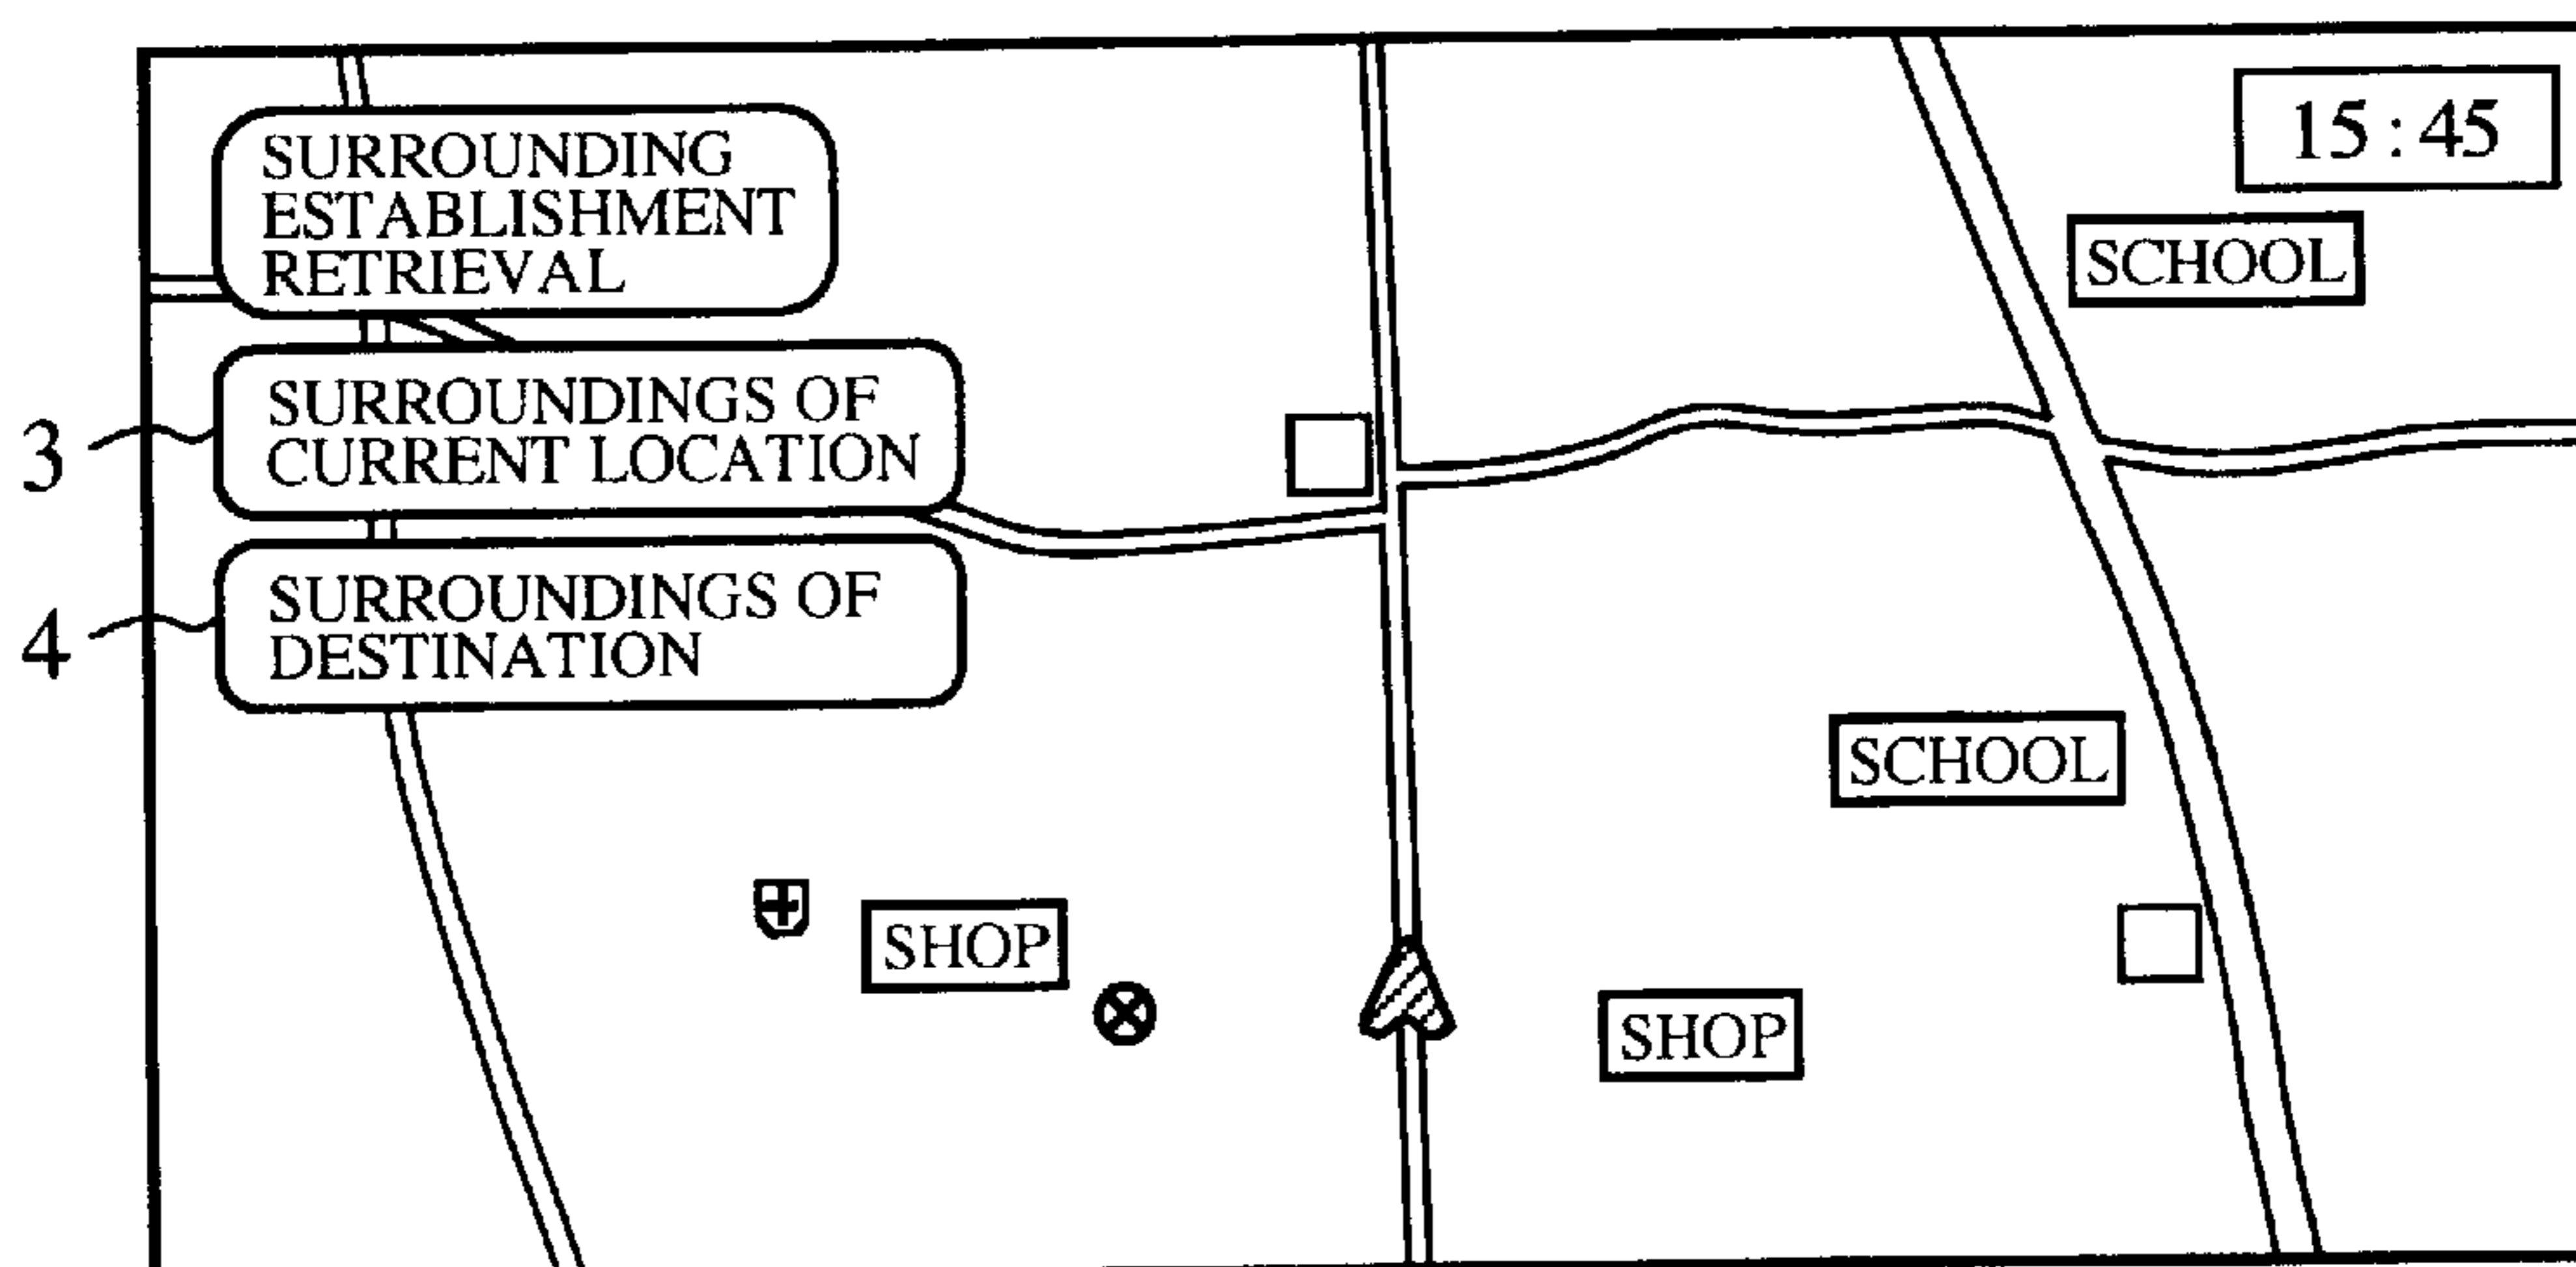 SURROUNDING
ESTABLISHMENT
RETRIEVAL
15:45
SCHOOL
3
SURROUNDINGS OF
CURRENT LOCATION
4
SURROUNDINGS OF
DESTINATION
SCHOOL
SHOP
SHOP